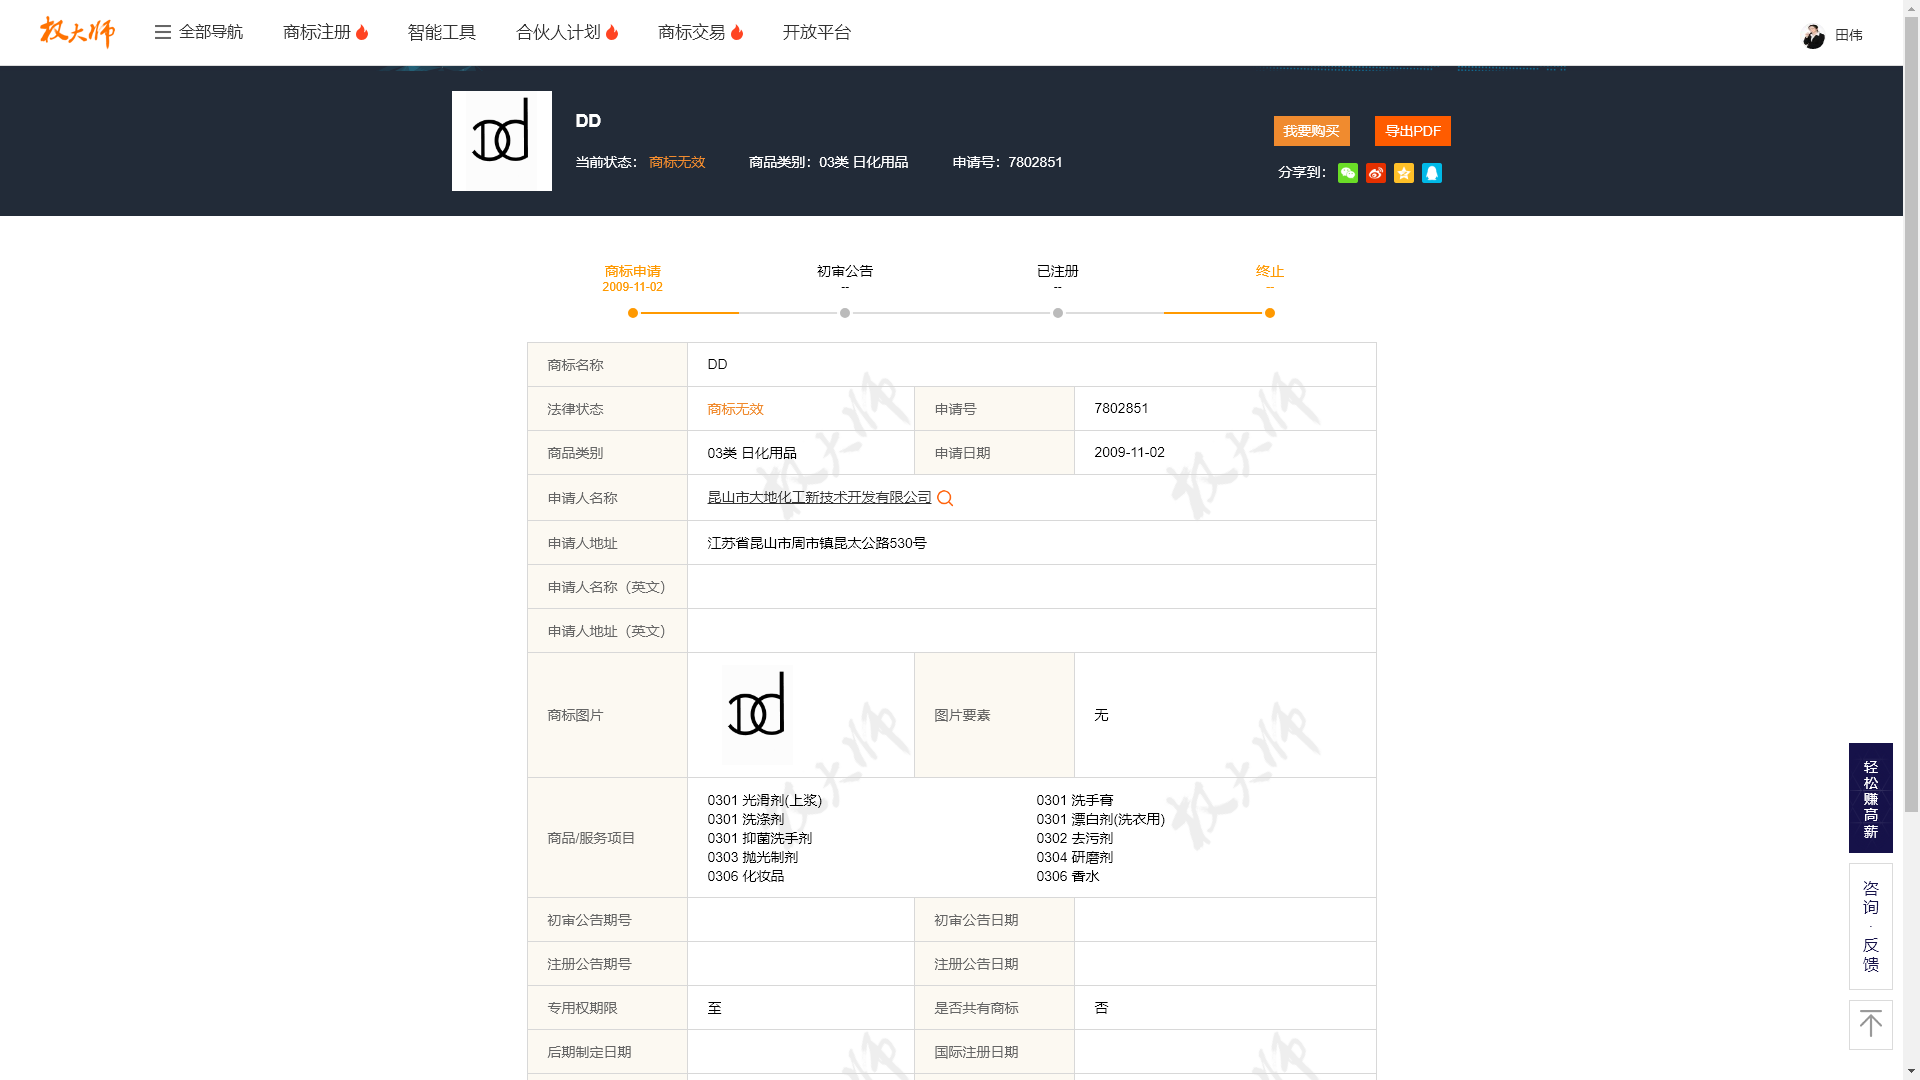 权大师
全部导航
商标注册
智能工具
合伙人计划
商标交易
开放平台
田伟
DD
当前状态： 商标无效
商品类别：03类 日化用品
申请号：7802851
我要购买
导出PDF
分享到：
商标申请
2009-11-02
初审公告
--
已注册
--
终止
--
商标名称
DD
法律状态
商标无效
申请号
7802851
商品类别
03类 日化用品
申请日期
2009-11-02
申请人名称
昆山市大地化工新技术开发有限公司
申请人地址
江苏省昆山市周市镇昆太公路530号
申请人名称（英文）
申请人地址（英文）
商标图片
图片要素
无
商品/服务项目
0301 光滑剂(上浆)
0301 洗手膏
0301 洗涤剂
0301 漂白剂(洗衣用)
0301 抑菌洗手剂
0302 去污剂
0303 抛光制剂
0304 研磨剂
0306 化妆品
0306 香水
初审公告期号
初审公告日期
注册公告期号
注册公告日期
专用权期限
至
是否共有商标
否
后期制定日期
国际注册日期
轻松赚高薪
咨询·反馈